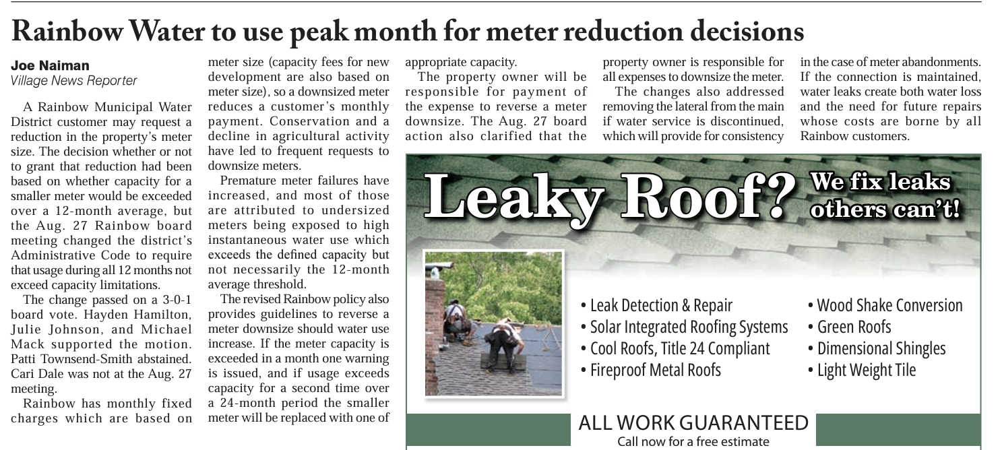 Rainbow Water to use peak month for meter reduction decisions
Joe Naiman
Village News Reporter
A Rainbow Municipal Water
District customer may request a
reduction in the property's meter
size. The decision whether or not
to grant that reduction had been
based on whether capacity for a
smaller meter would be exceeded
over a 12-month average, but
the Aug. 27 Rainbow board
meeting changed the district's
Administrative Code to require
that usage during all 12 months not
exceed capacity limitations.
The change passed on a 3-0-1
board vote. Hayden Hamilton,
Julie Johnson, and Michael
Mack supported the motion.
Patti Townsend-Smith abstained.
Cari Dale was not at the Aug. 27
meeting.
Rainbow has monthly fixed
charges which are based on
meter size (capacity fees for new
development are also based on
meter size), so a downsized meter
reduces a customer's monthly
payment. Conservation and a
decline in agricultural activity
have led to frequent requests to
downsize meters.
Premature meter failures have
increased, and most of those
are attributed to undersized
meters being exposed to high
instantaneous water use which
exceeds the defined capacity but
not necessarily the 12-month
average threshold.
The revised Rainbow policy also
provides guidelines to reverse a
meter downsize should water use
increase. If the meter capacity is
exceeded in a month one warning
is issued, and if usage exceeds
capacity for a second time over
a 24-month period the smaller
meter will be replaced with one of
appropriate capacity.
The property owner will be
responsible for payment of
the expense to reverse a meter
downsize. The Aug. 27 board
action also clarified that the
property owner is responsible for
all expenses to downsize the meter.
The changes also addressed
removing the lateral from the main
if water service is discontinued,
which will provide for consistency
in the case of meter abandonments.
If the connection is maintained,
water leaks create both water loss
and the need for future repairs
whose costs are borne by all
Rainbow customers.
Leaky Roof?
We fix leaks
others can't!
• Leak Detection & Repair
• Solar Integrated Roofing Systems
• Cool Roofs, Title 24 Compliant
• Fireproof Metal Roofs
• Wood Shake Conversion
• Green Roofs
• Dimensional Shingles
• Light Weight Tile
ALL WORK GUARANTEED
Call now for a free estimate